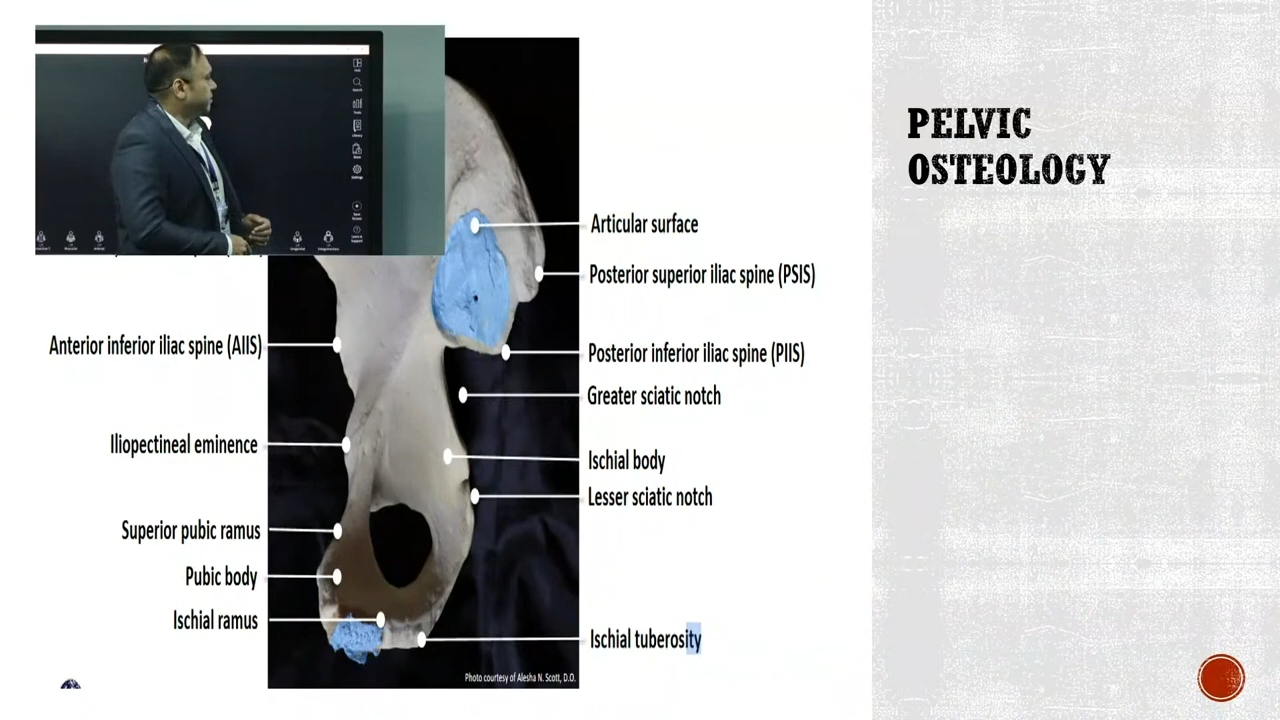 PELVIC
OSTEOLOGY
Articular surface
Posterior superior iliac spine (PSIS)
Anterior inferior iliac spine (AIIS)
Posterior inferior iliac spine (PIIS)
Greater sciatic notch
Iliopectineal eminence
Ischial body
Lesser sciatic notch
Superior pubic ramus
Pubic body
Ischial ramus
Ischial tuberosity
Photo courtesy of Alesha N. Scott, D.O.